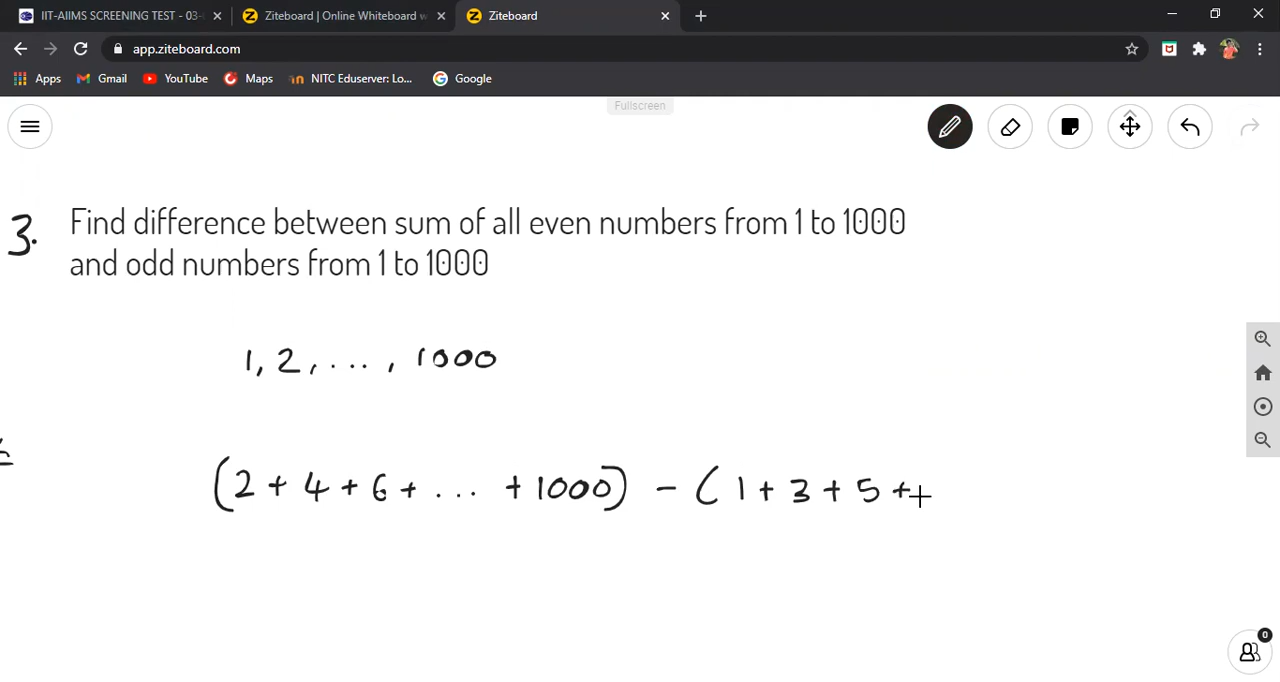 IIT-AIIMS SCREENING TEST - 03-
Ziteboard | Online Whiteboard w
Ziteboard
app.ziteboard.com
Apps Gmail YouTube Maps NITC Eduserver: Lo... Google
Fullscreen
3. Find difference between sum of all even numbers from 1 to 1000
and odd numbers from 1 to 1000
1, 2, ..., 1000
(2 + 4 + 6 + ... + 1000) - (1 + 3 + 5 +
0